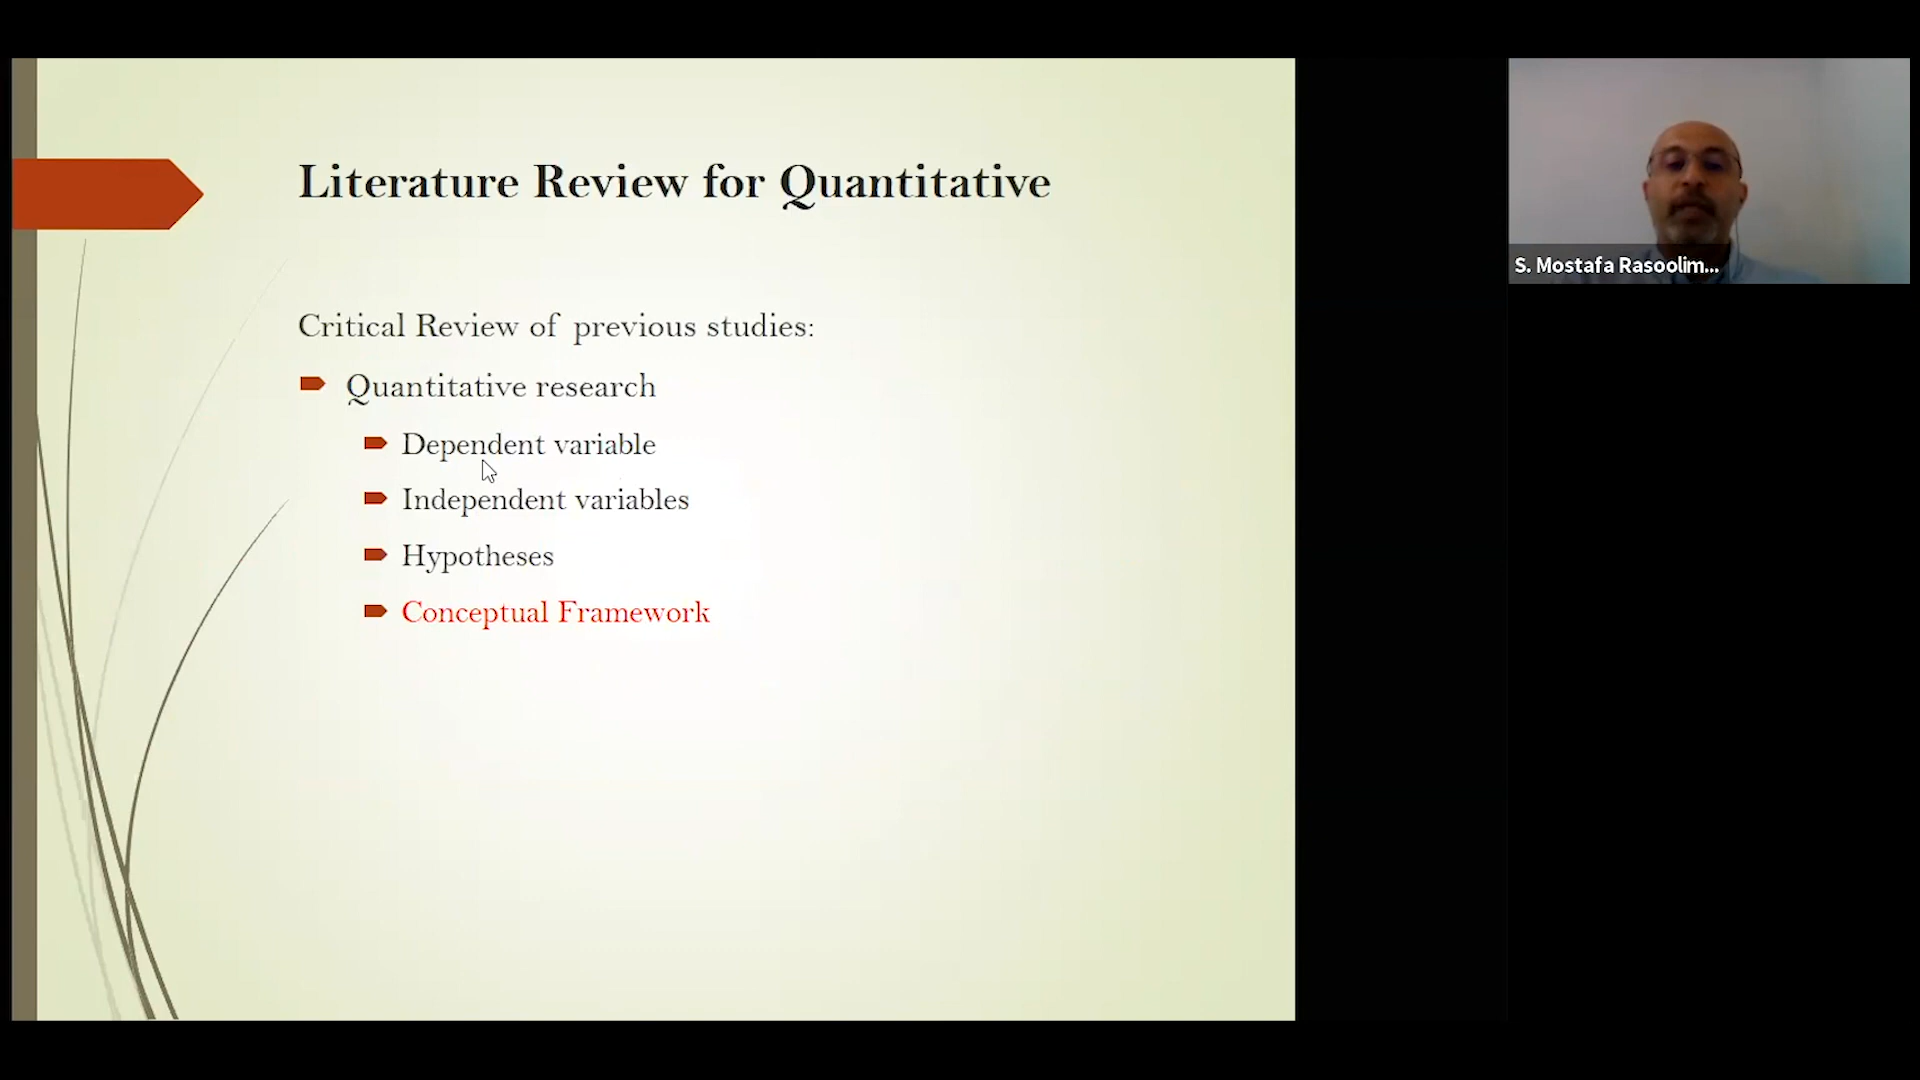 Literature Review for Quantitative
Critical Review of previous studies:
Quantitative research
Dependent variable
Independent variables
Hypotheses
Conceptual Framework
S. Mostafa Rasoolim...